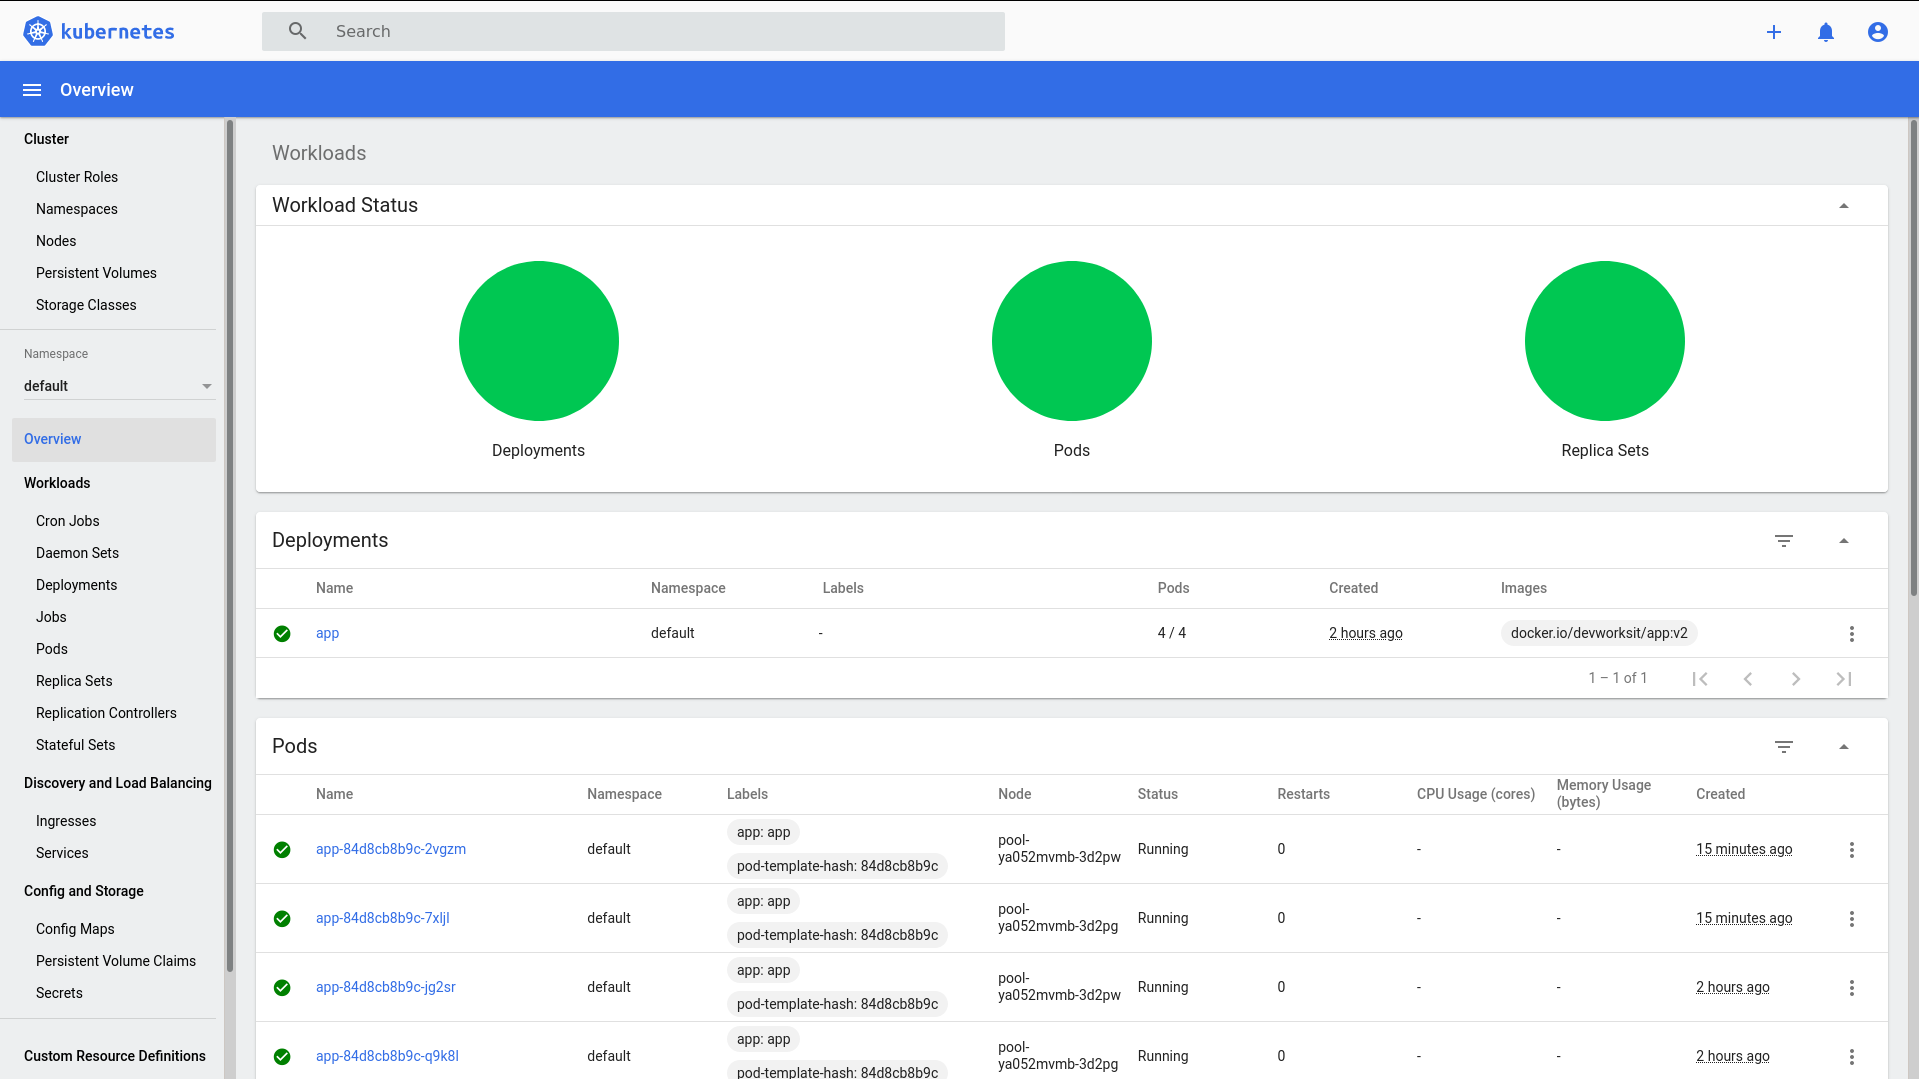 kubernetes
Search
Overview
Cluster
Cluster Roles
Namespaces
Nodes
Persistent Volumes
Storage Classes
Namespace
default
Overview
Workloads
Cron Jobs
Daemon Sets
Deployments
Jobs
Pods
Replica Sets
Replication Controllers
Stateful Sets
Discovery and Load Balancing
Ingresses
Services
Config and Storage
Config Maps
Persistent Volume Claims
Secrets
Custom Resource Definitions
Workloads
Workload Status
Deployments Pods Replica Sets
Deployments
Name Namespace Labels Pods Created Images
app default - 4 / 4 2 hours ago docker.io/devworksit/app:v2
1 – 1 of 1
Pods
Name Namespace Labels Node Status Restarts CPU Usage (cores) Memory Usage (bytes) Created
app-84d8cb8b9c-2vgzm default app: app pod-template-hash: 84d8cb8b9c pool-ya052mvmb-3d2pw Running 0 - - 15 minutes ago
app-84d8cb8b9c-7xljl default app: app pod-template-hash: 84d8cb8b9c pool-ya052mvmb-3d2pg Running 0 - - 15 minutes ago
app-84d8cb8b9c-jg2sr default app: app pod-template-hash: 84d8cb8b9c pool-ya052mvmb-3d2pw Running 0 - - 2 hours ago
app-84d8cb8b9c-q9k8l default app: app pod-template-hash: 84d8cb8b9c pool-ya052mvmb-3d2pg Running 0 - - 2 hours ago